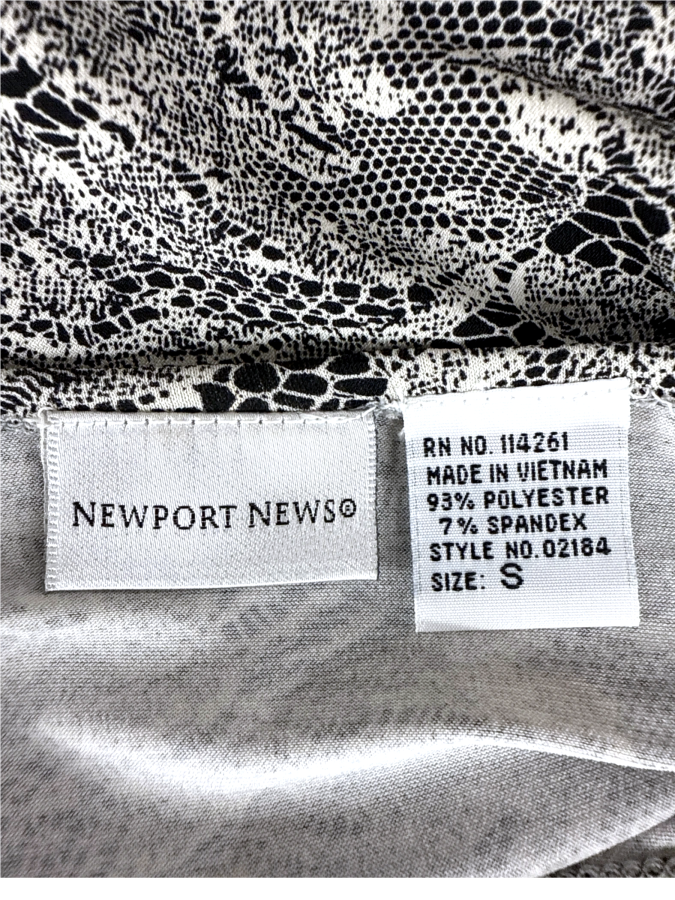 NEWPORT NEWS®
RN NO. 114261
MADE IN VIETNAM
93% POLYESTER
7% SPANDEX
STYLE NO.02184
SIZE: S